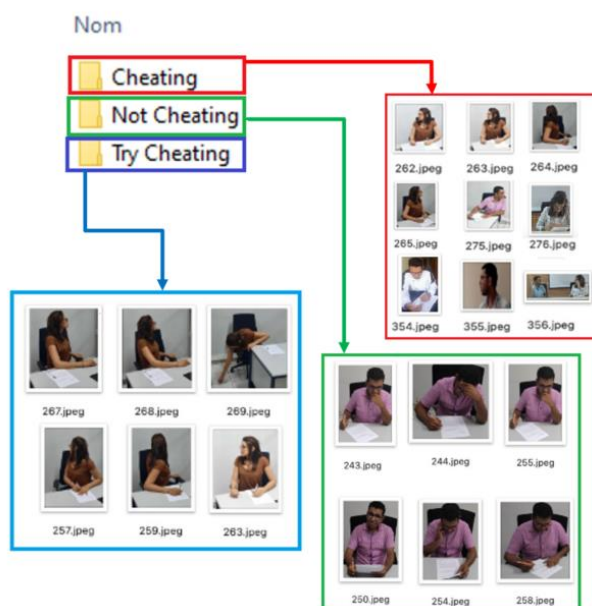 Nom
Cheating
Not Cheating
Try Cheating
262.jpeg 263.jpeg 264.jpeg
265.jpeg 275.jpeg 276.jpeg
354.jpeg 355.jpeg 356.jpeg
267.jpeg 268.jpeg 269.jpeg
257.jpeg 259.jpeg 263.jpeg
243.jpeg 244.jpeg 255.jpeg
250.jpeg 254.jpeg 258.jpeg